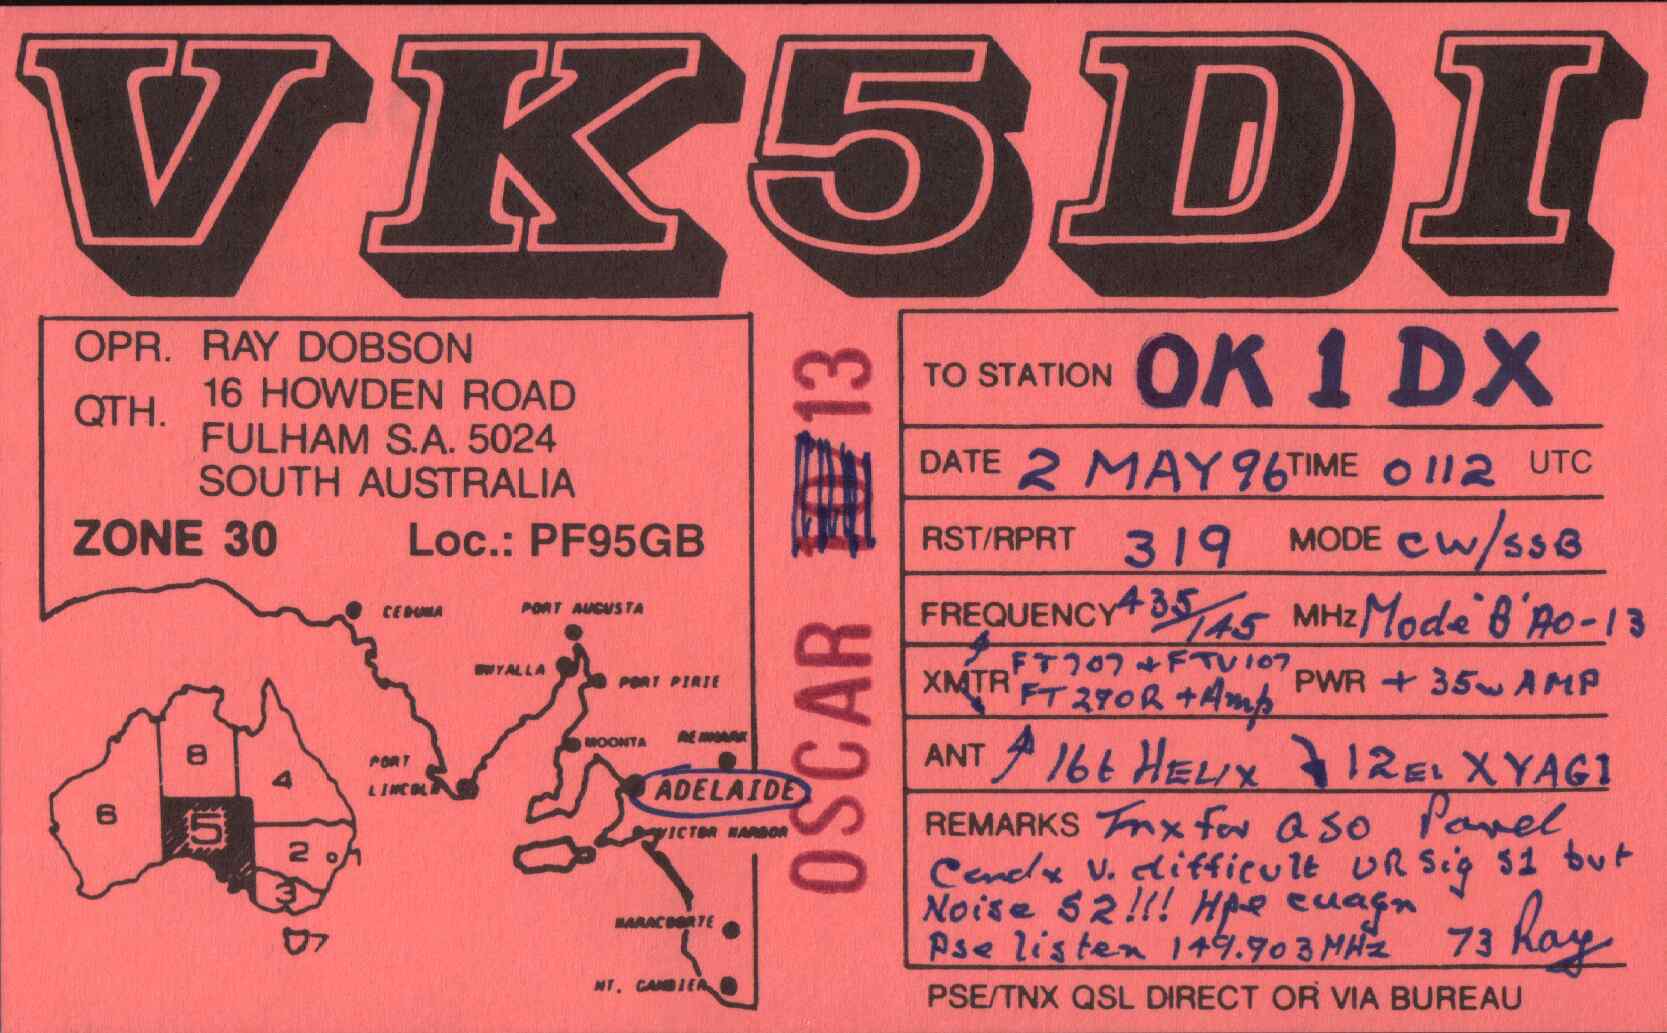 VK5DI
OPR. RAY DOBSON
QTH. 16 HOWDEN ROAD
FULHAM S.A. 5024
SOUTH AUSTRALIA
ZONE 30 Loc.: PF95GB
CEDUNA
PORT AUGUSTA
WHYALLA
PORT PIRIE
MOONTA
RENMARK
PORT
LINCOLN
ADELAIDE
VICTOR HARBOR
NARACOORTE
MT. GAMBIER
8
6
4
5
2
1
3
7
OSCAR 10/13
TO STATION OK1DX
DATE 2 MAY 96 TIME 0112 UTC
RST/RPRT 319 MODE CW/SSB
FREQUENCY 435/145 MHz Mode 'B' AO-13
XMTR FT707 + FTV107
FT290R + Amp PWR + 35w AMP
ANT 16t HELIX 12EL X YAGI
REMARKS Tnx for QSO Pavel
Condx V. difficult UR Sig S1 but
Noise S2!!! Hpe cuagn
Pse listen 149.903MHz 73 Ray
PSE/TNX QSL DIRECT OR VIA BUREAU